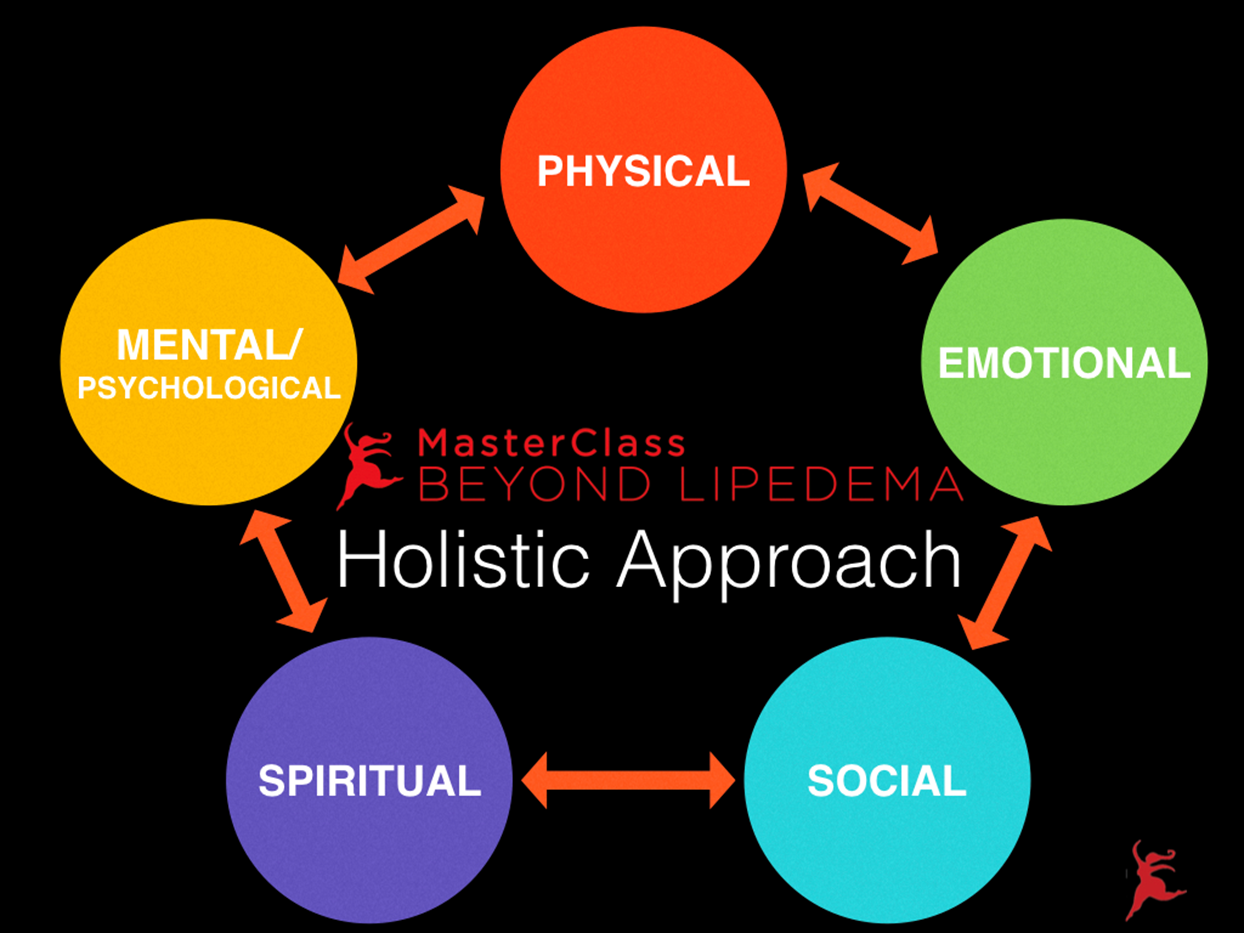 PHYSICAL
MENTAL/
PSYCHOLOGICAL
EMOTIONAL
MasterClass
BEYOND LIPEDEMA
Holistic Approach
SPIRITUAL
SOCIAL